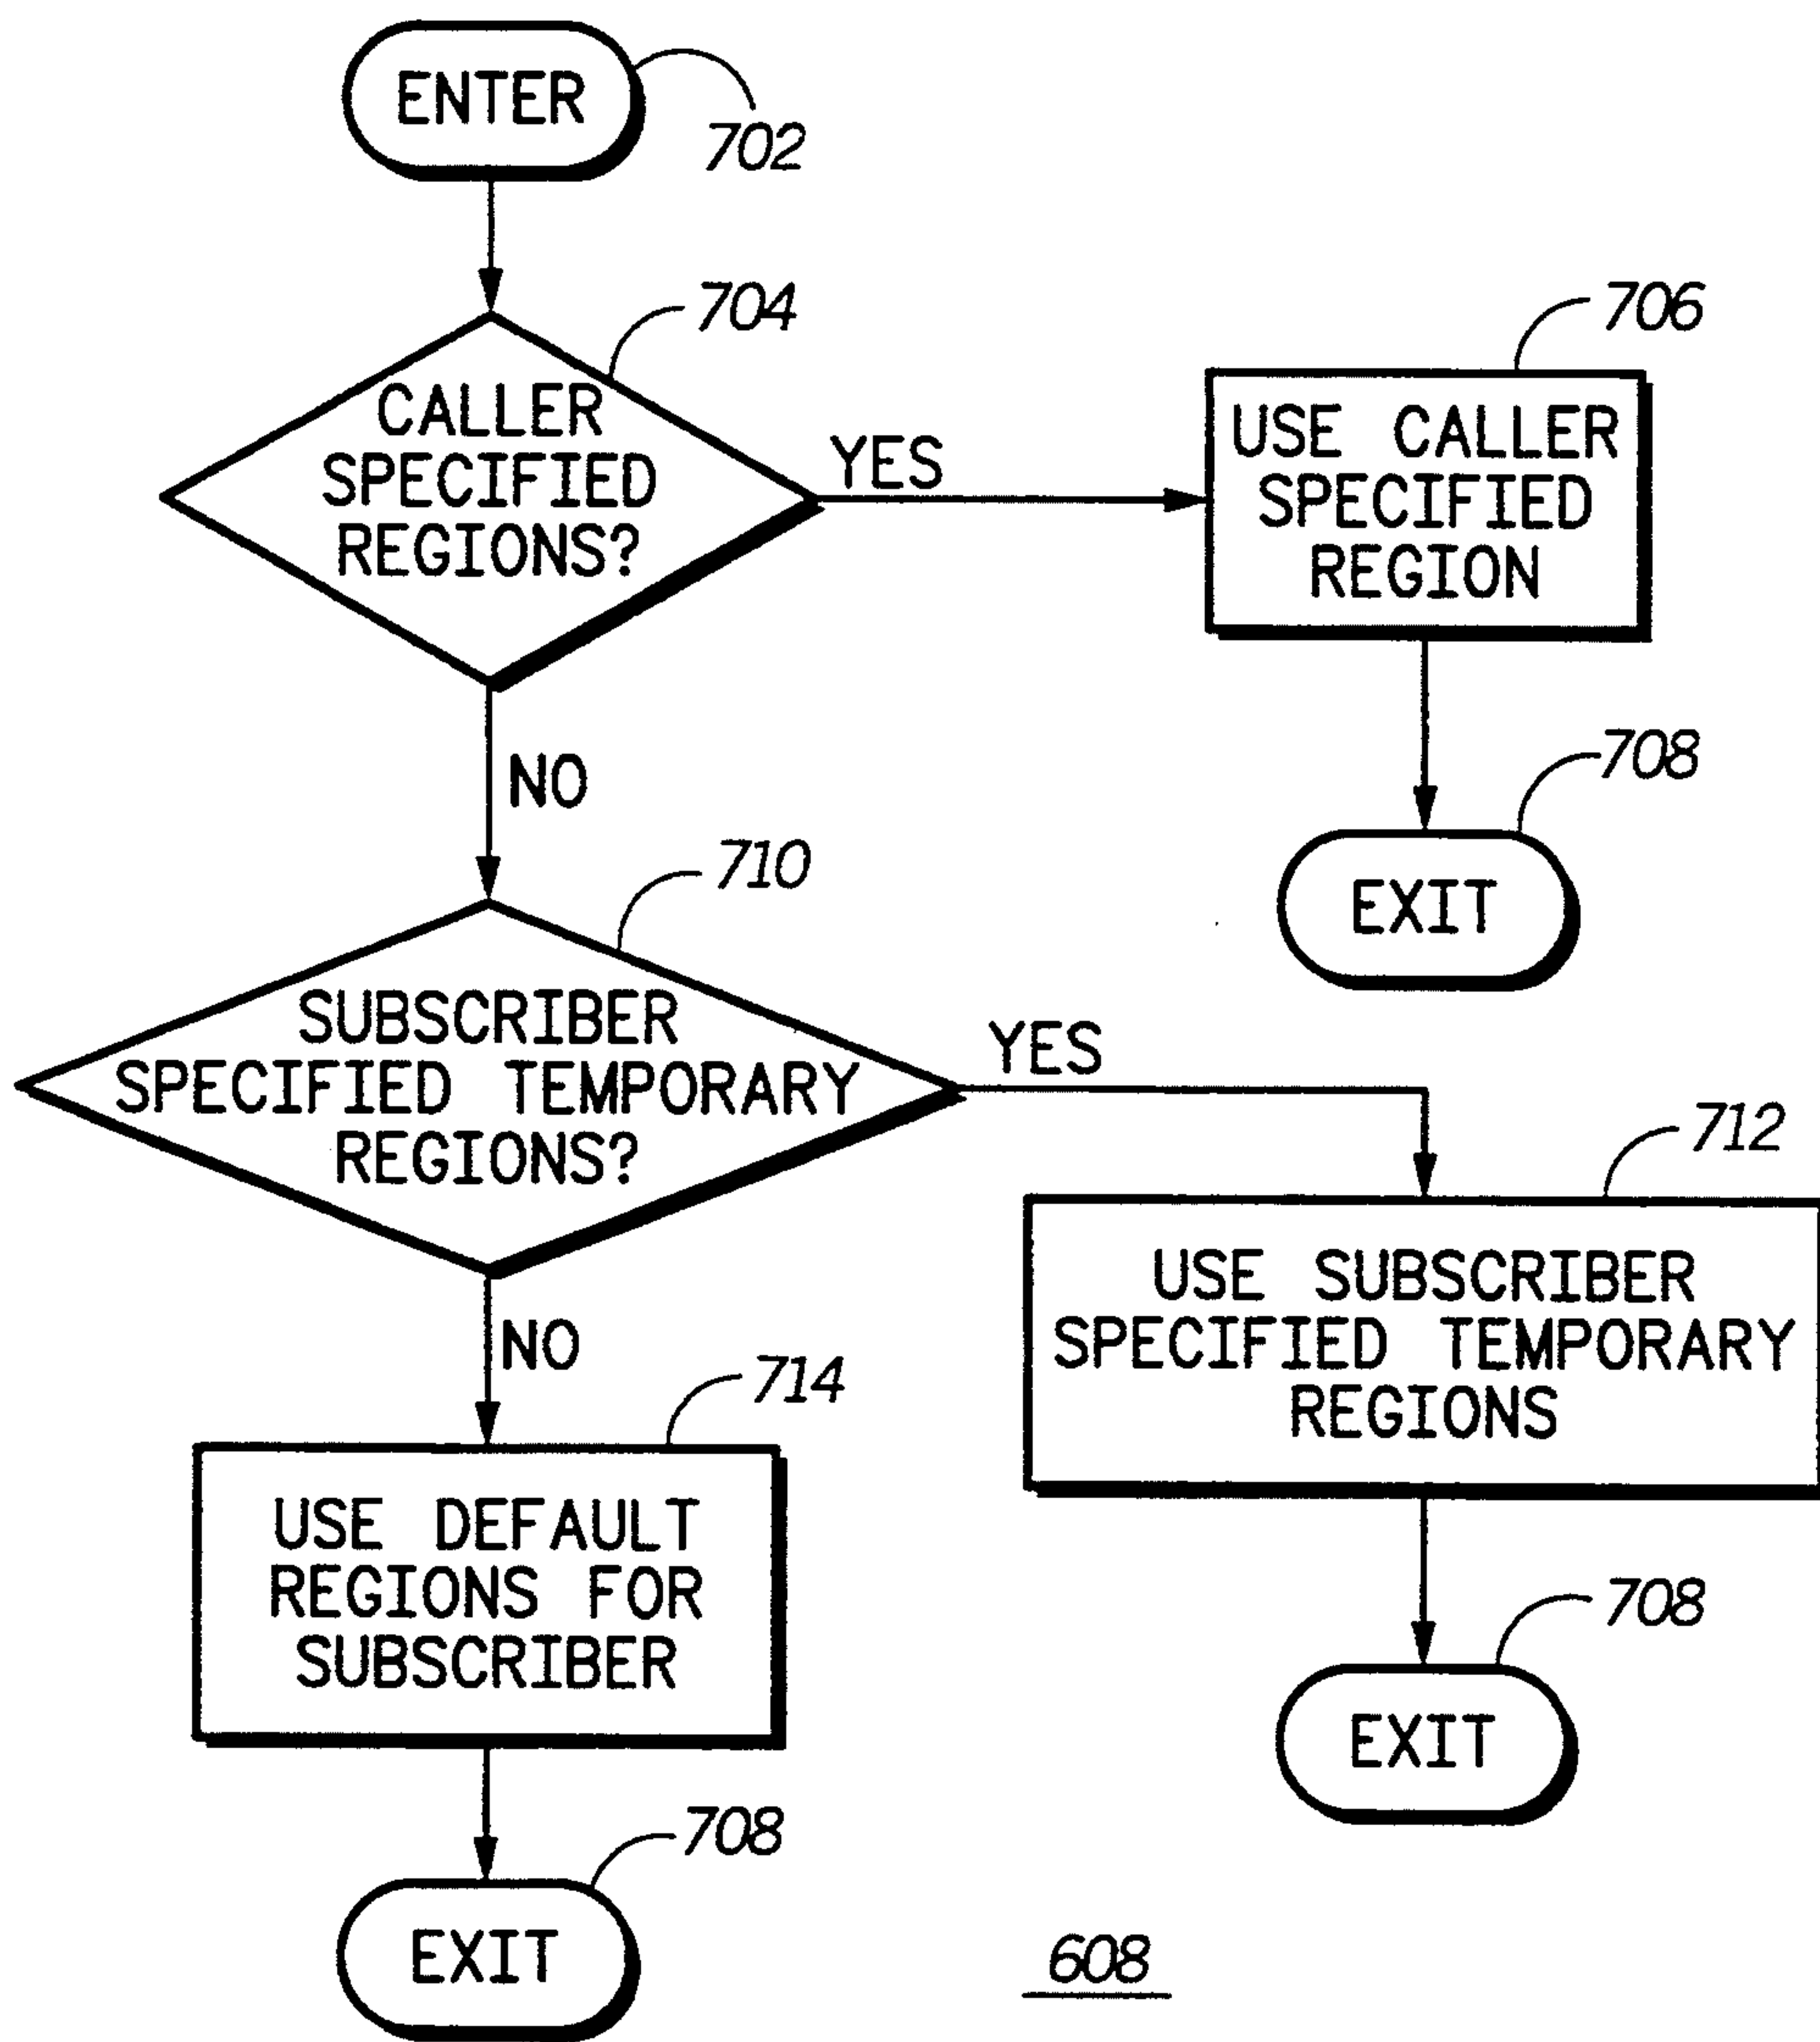 ENTER
702
704
CALLER
SPECIFIED
REGIONS?
YES
706
USE CALLER
SPECIFIED
REGION
708
EXIT
NO
710
SUBSCRIBER
SPECIFIED TEMPORARY
REGIONS?
YES
712
USE SUBSCRIBER
SPECIFIED TEMPORARY
REGIONS
708
EXIT
NO
714
USE DEFAULT
REGIONS FOR
SUBSCRIBER
708
EXIT
608